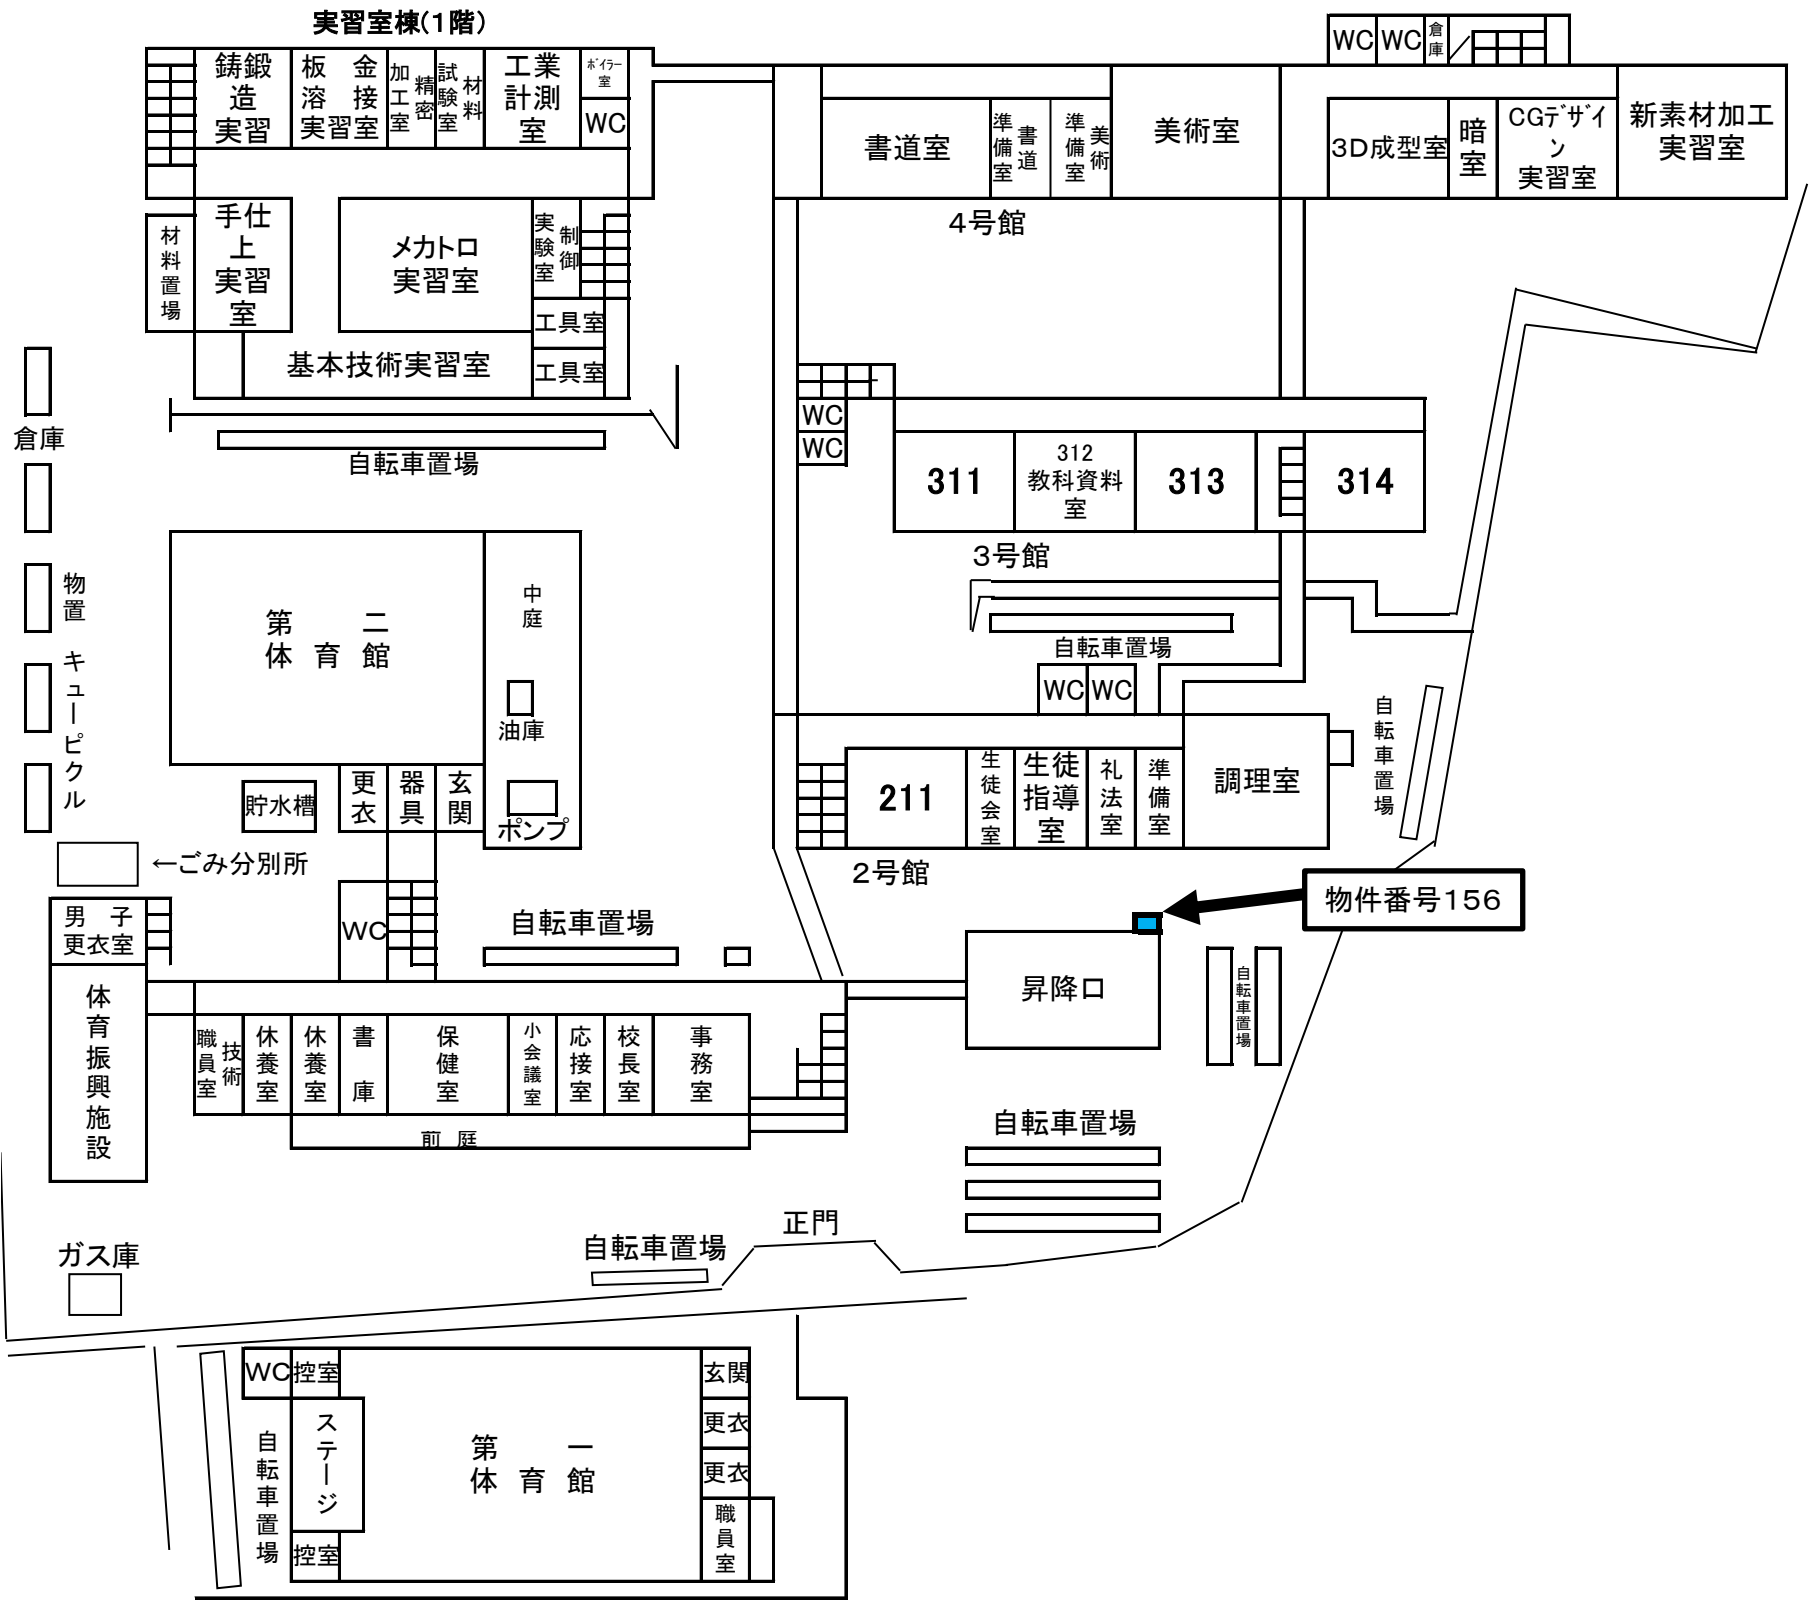 実習室棟(1階)
鋳鍛
造
実習
板 金
溶 接
実習室
精密
加工室
材料
試験室
工業
計測
室
ﾎﾞｲﾗｰ
室
WC
WC
WC
倉庫
書道室
書道
準備室
美術
準備室
美術室
3D成型室
暗室
CGﾃﾞｻﾞｲ
ン
実習室
新素材加工
実習室
4号館
材料置場
手仕
上
実習
室
メカトロ
実習室
制御
実験室
工具室
工具室
基本技術実習室
自転車置場
倉庫
物置
キュービクル
WC
WC
311
312
教科資料
室
313
314
3号館
自転車置場
第 二
体 育 館
中庭
油庫
ポンプ
貯水槽
更衣
器具
玄関
WC
WC
211
生徒会室
生徒
指導
室
礼法室
準備室
調理室
自転車置場
2号館
←ごみ分別所
物件番号156
男 子
更衣室
体育振興施設
WC
自転車置場
昇降口
自転車置場
技術
職員室
休養室
休養室
書庫
保健室
小会議室
応接室
校長室
事務室
前 庭
自転車置場
正門
自転車置場
ガス庫
WC
控室
ステージ
控室
自転車置場
第 一
体 育 館
玄関
更衣
更衣
職員室